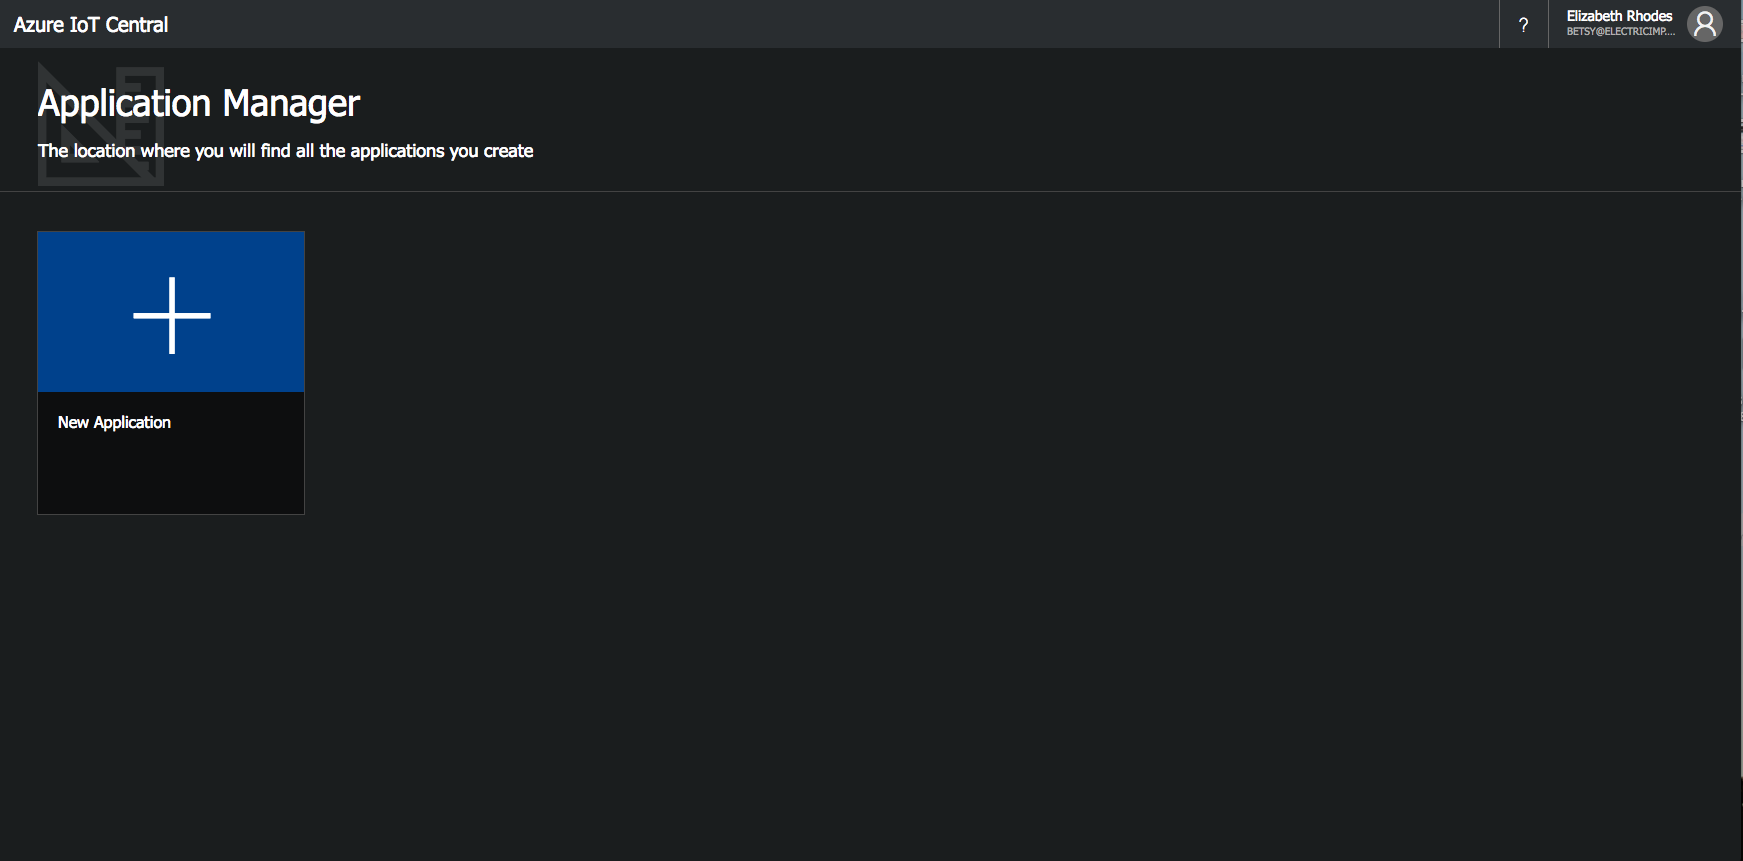 Azure IoT Central
?
Elizabeth Rhodes
BETSY@ELECTRICIMP....
Application Manager
The location where you will find all the applications you create
New Application